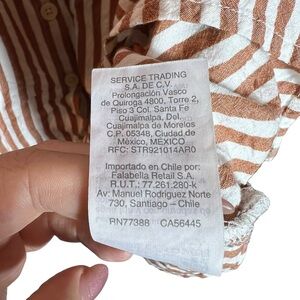 SERVICE TRADING
S.A. DE C.V.
Prolongación Vasco
de Quiroga 4800, Torre 2,
Piso 3 Col. Santa Fe
Cuajimalpa, Del.
Cuajimalpa de Morelos
C.P. 05348, Ciudad de
México, MEXICO
RFC: STR921014AR0
Importado en Chile por:
Falabella Retail S.A.
R.U.T.: 77.261.280-k
Av: Manuel Rodriguez Norte
730, Santiago – Chile
RN77388 CA56445